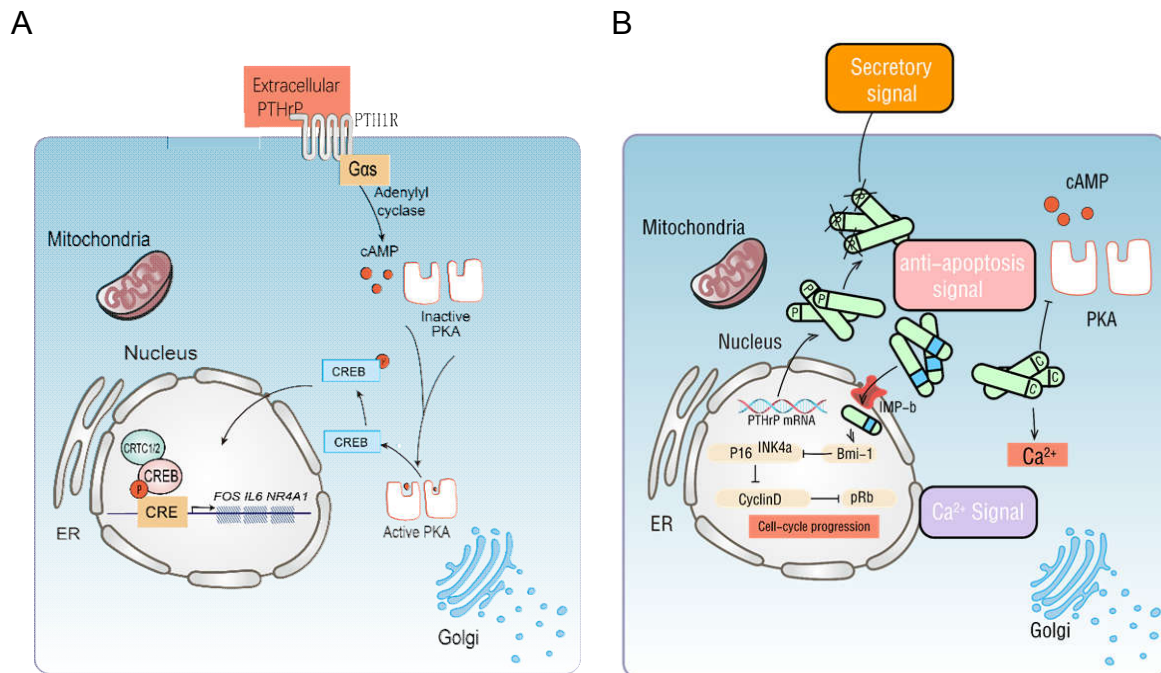 A
Extracellular
PTHrP
PTH1R
Gαs
Adenylyl
cyclase
cAMP
Mitochondria
Inactive
PKA
Nucleus
P
CREB
CREB
CRTC1/2
CREB
P
CRE
FOS IL6 NR4A1
ER
Active PKA
Golgi
B
Secretory
signal
cAMP
P
P
P
Mitochondria
anti-apoptosis
signal
P
P
PKA
Nucleus
C
C
IMP-b
PTHrP mRNA
P16 INK4a
Bmi-1
Ca²⁺
CyclinD
pRb
ER
Cell-cycle progression
Ca²⁺ Signal
Golgi